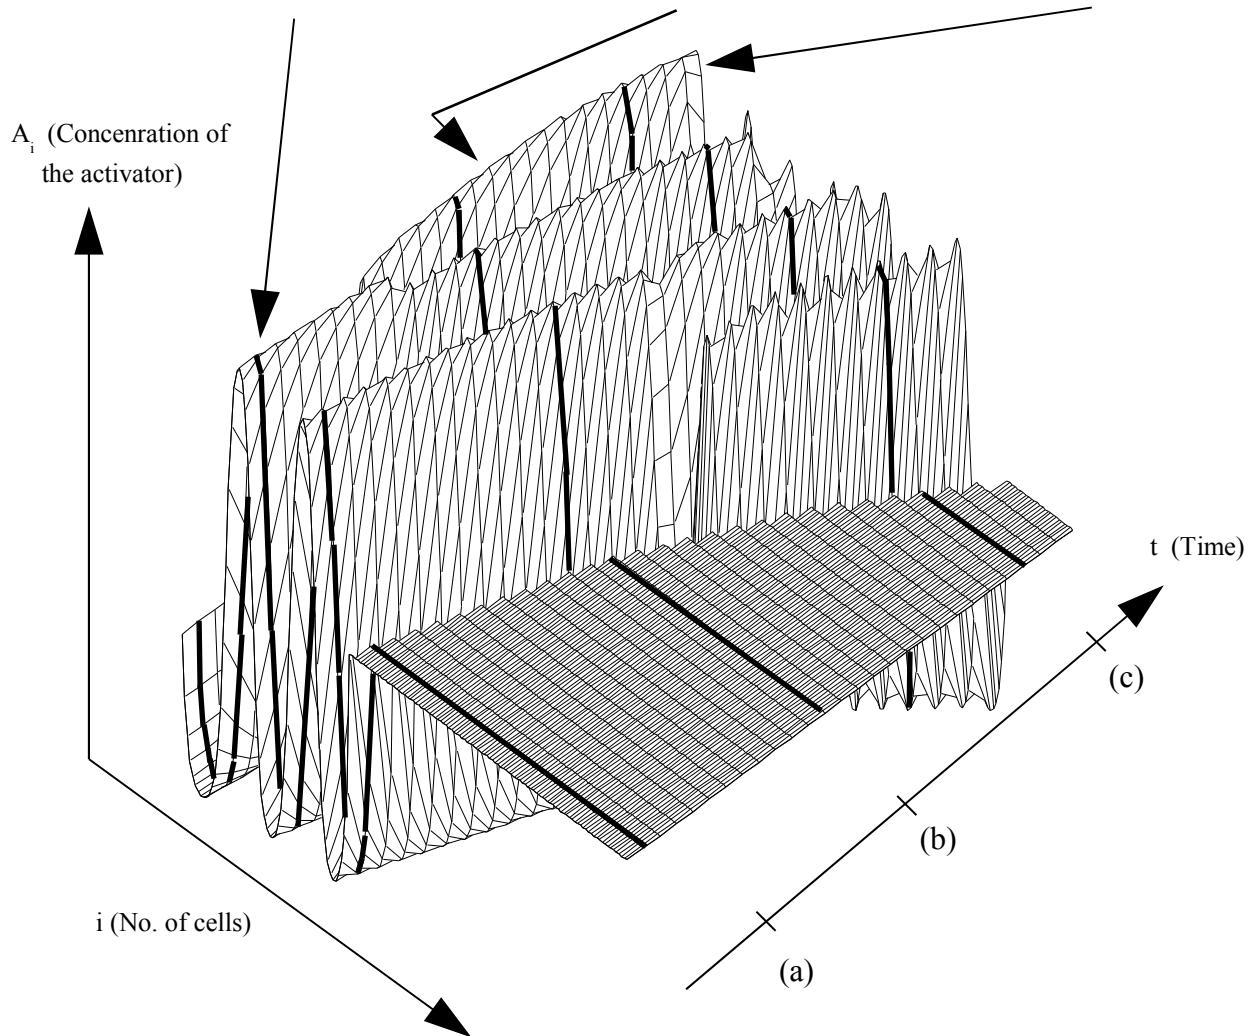 A_i (Concenration of
the activator)
t (Time)
(c)
(b)
i (No. of cells)
(a)